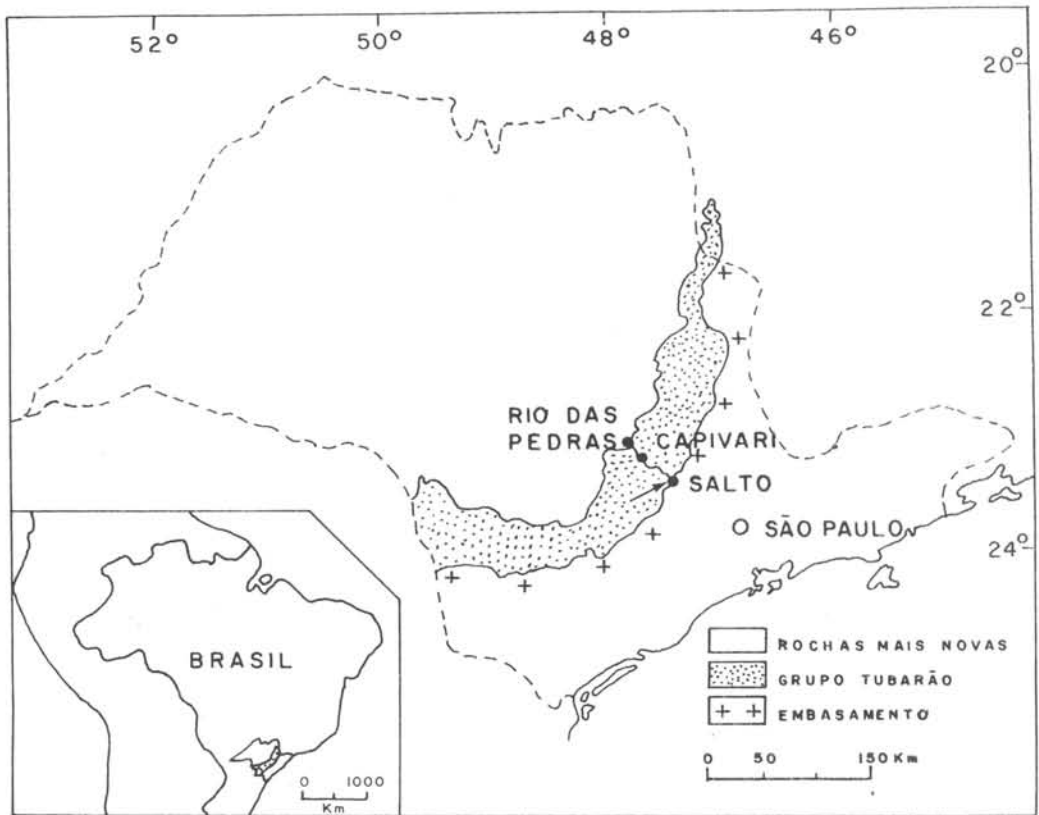 52° 50° 48° 46°
20°
22°
24°
RIO DAS
PEDRAS
CAPIVARI
SALTO
SÃO PAULO
BRASIL
0 1000
Km
ROCHAS MAIS NOVAS
GRUPO TUBARÃO
EMBASAMENTO
0 50 150 Km